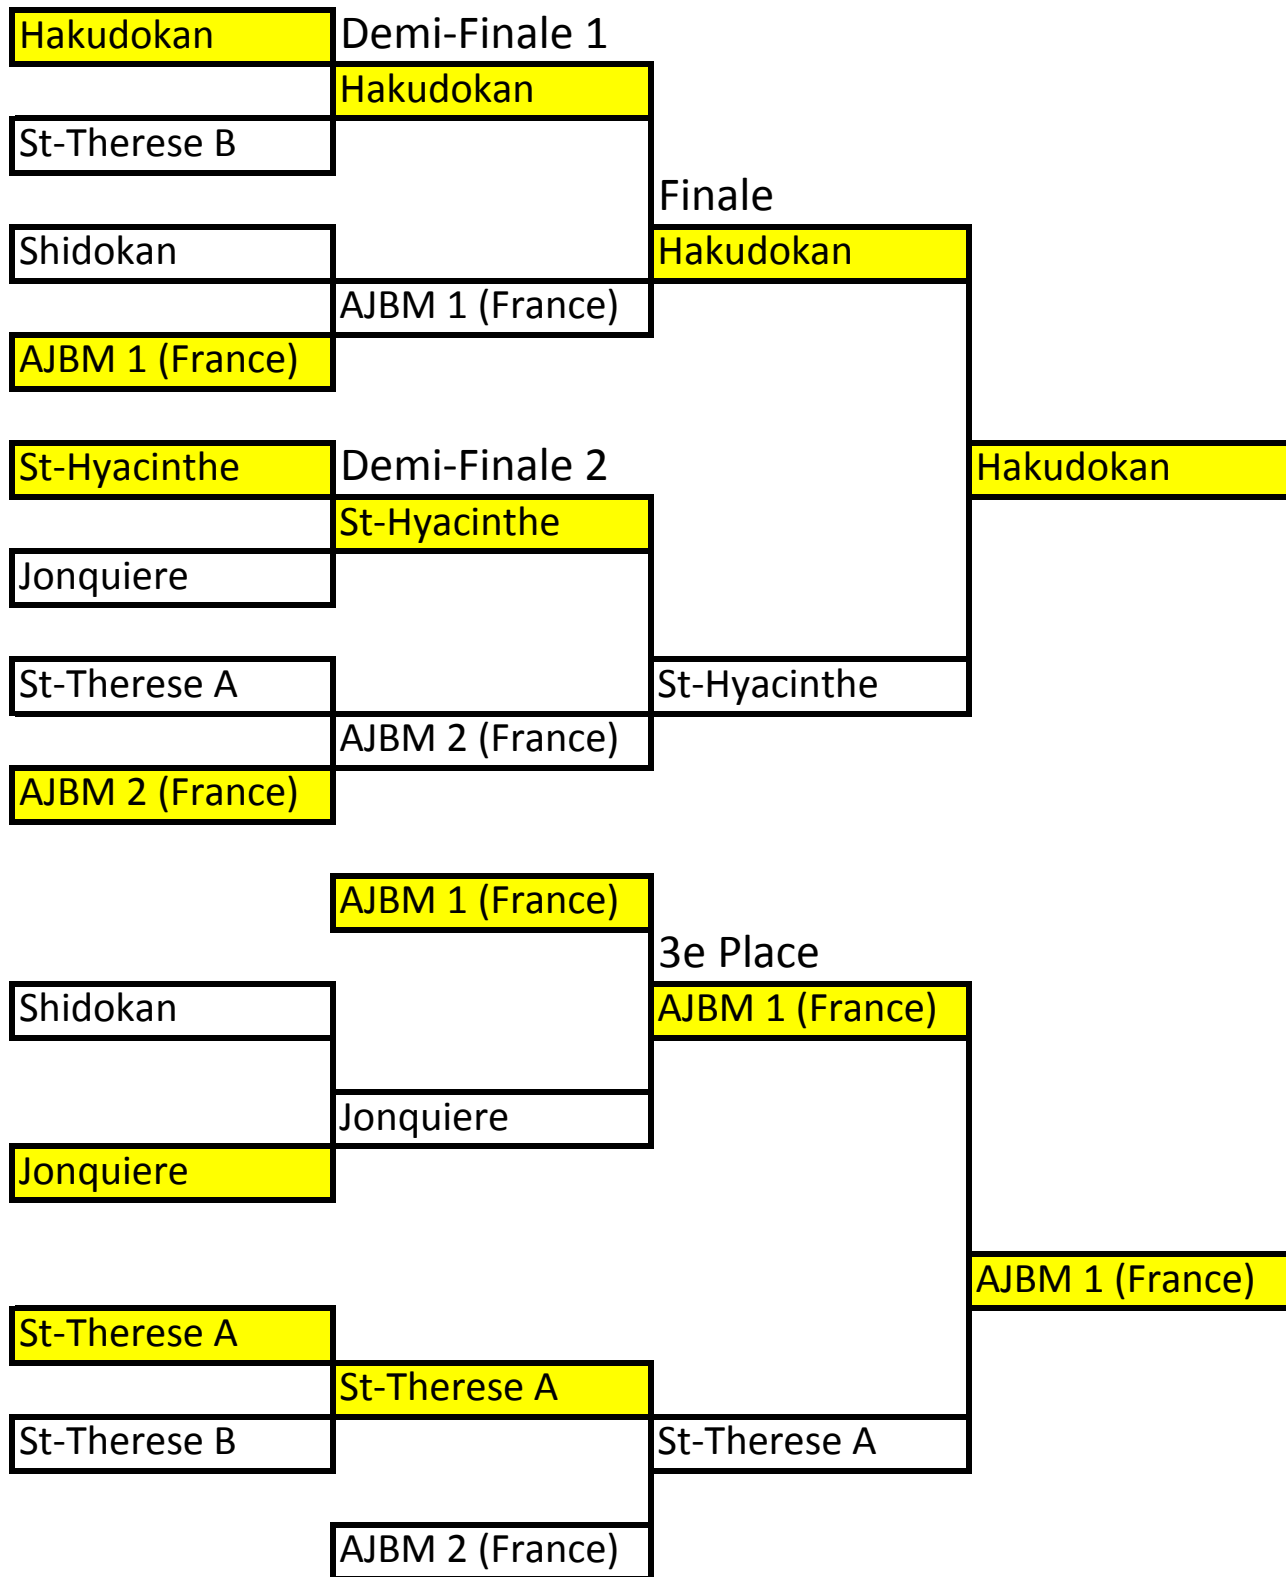 Hakudokan
Demi-Finale 1
Hakudokan
St-Therese B
Finale
Shidokan
Hakudokan
AJBM 1 (France)
AJBM 1 (France)
St-Hyacinthe
Demi-Finale 2
Hakudokan
St-Hyacinthe
Jonquiere
St-Therese A
St-Hyacinthe
AJBM 2 (France)
AJBM 2 (France)
AJBM 1 (France)
3e Place
Shidokan
AJBM 1 (France)
Jonquiere
Jonquiere
AJBM 1 (France)
St-Therese A
St-Therese A
St-Therese B
St-Therese A
AJBM 2 (France)